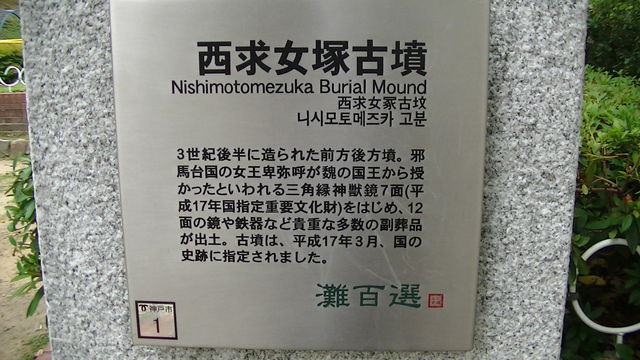 西求女塚古墳
Nishimotomezuka Burial Mound
西求女冢古坟
니시모토메즈카 고분
3世紀後半に造られた前方後方墳。邪
馬台国の女王卑弥呼が魏の国王から授
かったといわれる三角縁神獣鏡7面(平
成17年国指定重要文化財)をはじめ、12
面の鏡や鉄器など貴重な多数の副葬品
が出土。古墳は、平成17年3月、国の
史跡に指定されました。
灘百選
神戸市
1